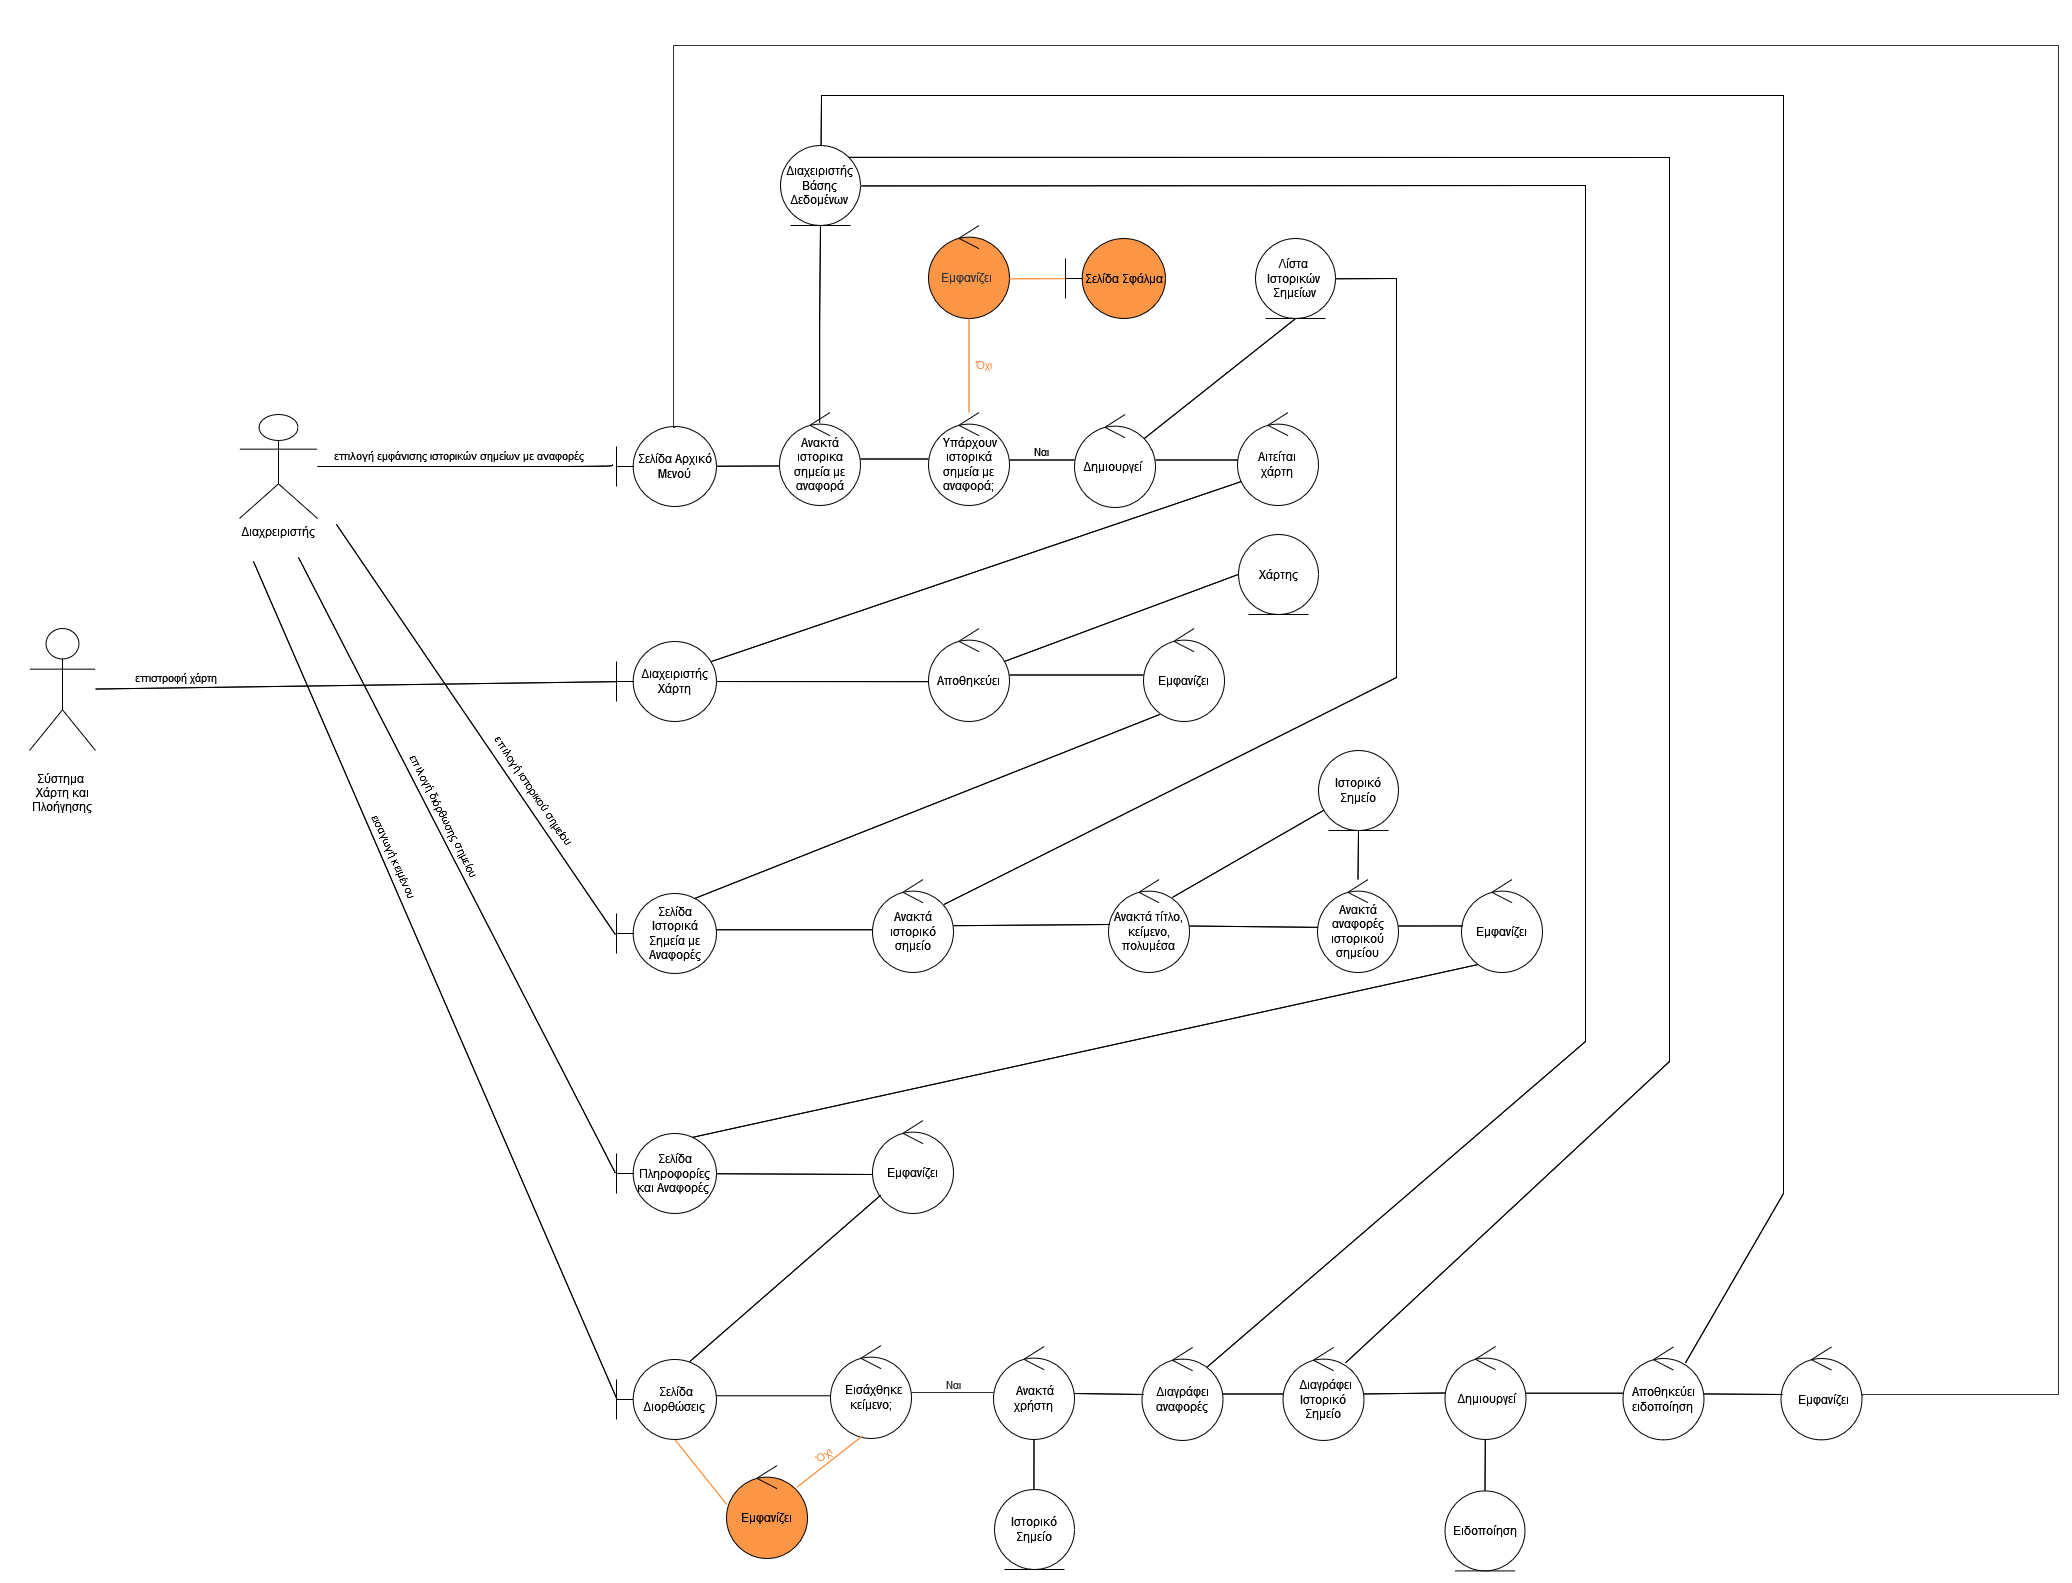 Διαχειριστής
Βάσης
Δεδομένων
Εμφανίζει
Σελίδα Σφάλμα
Λίστα
Ιστορικών
Σημείων
Όχι
επιλογή εμφάνισης ιστορικών σημείων με αναφορές
Σελίδα Αρχικό
Μενού
Ανακτά
ιστορικα
σημεία με
αναφορά
Υπάρχουν
ιστορικά
σημεία με
αναφορά;
Ναι
Δημιουργεί
Αιτείται
χάρτη
Διαχρειριστής
Χάρτης
επιστροφή χάρτη
Διαχειριστής
Χάρτη
Αποθηκεύει
Εμφανίζει
Σύστημα
Χάρτη και
Πλοήγησης
επιλογή ιστορικού σημείου
επιλογή διόρθωσης σημείου
εισαγωγή κειμένου
Ιστορικό
Σημείο
Σελίδα
Ιστορικά
Σημεία με
Αναφορές
Ανακτά
ιστορικό
σημείο
Ανακτά τίτλο,
κείμενο,
πολυμέσα
Ανακτά
αναφορές
ιστορικού
σημείου
Εμφανίζει
Σελίδα
Πληροφορίες
και Αναφορές
Εμφανίζει
Σελίδα
Διορθώσεις
Εισάχθηκε
κείμενο;
Ναι
Ανακτά
χρήστη
Διαγράφει
αναφορές
Διαγράφει
Ιστορικό
Σημείο
Δημιουργεί
Αποθηκεύει
ειδοποίηση
Εμφανίζει
Όχι
Εμφανίζει
Ιστορικό
Σημείο
Ειδοποίηση